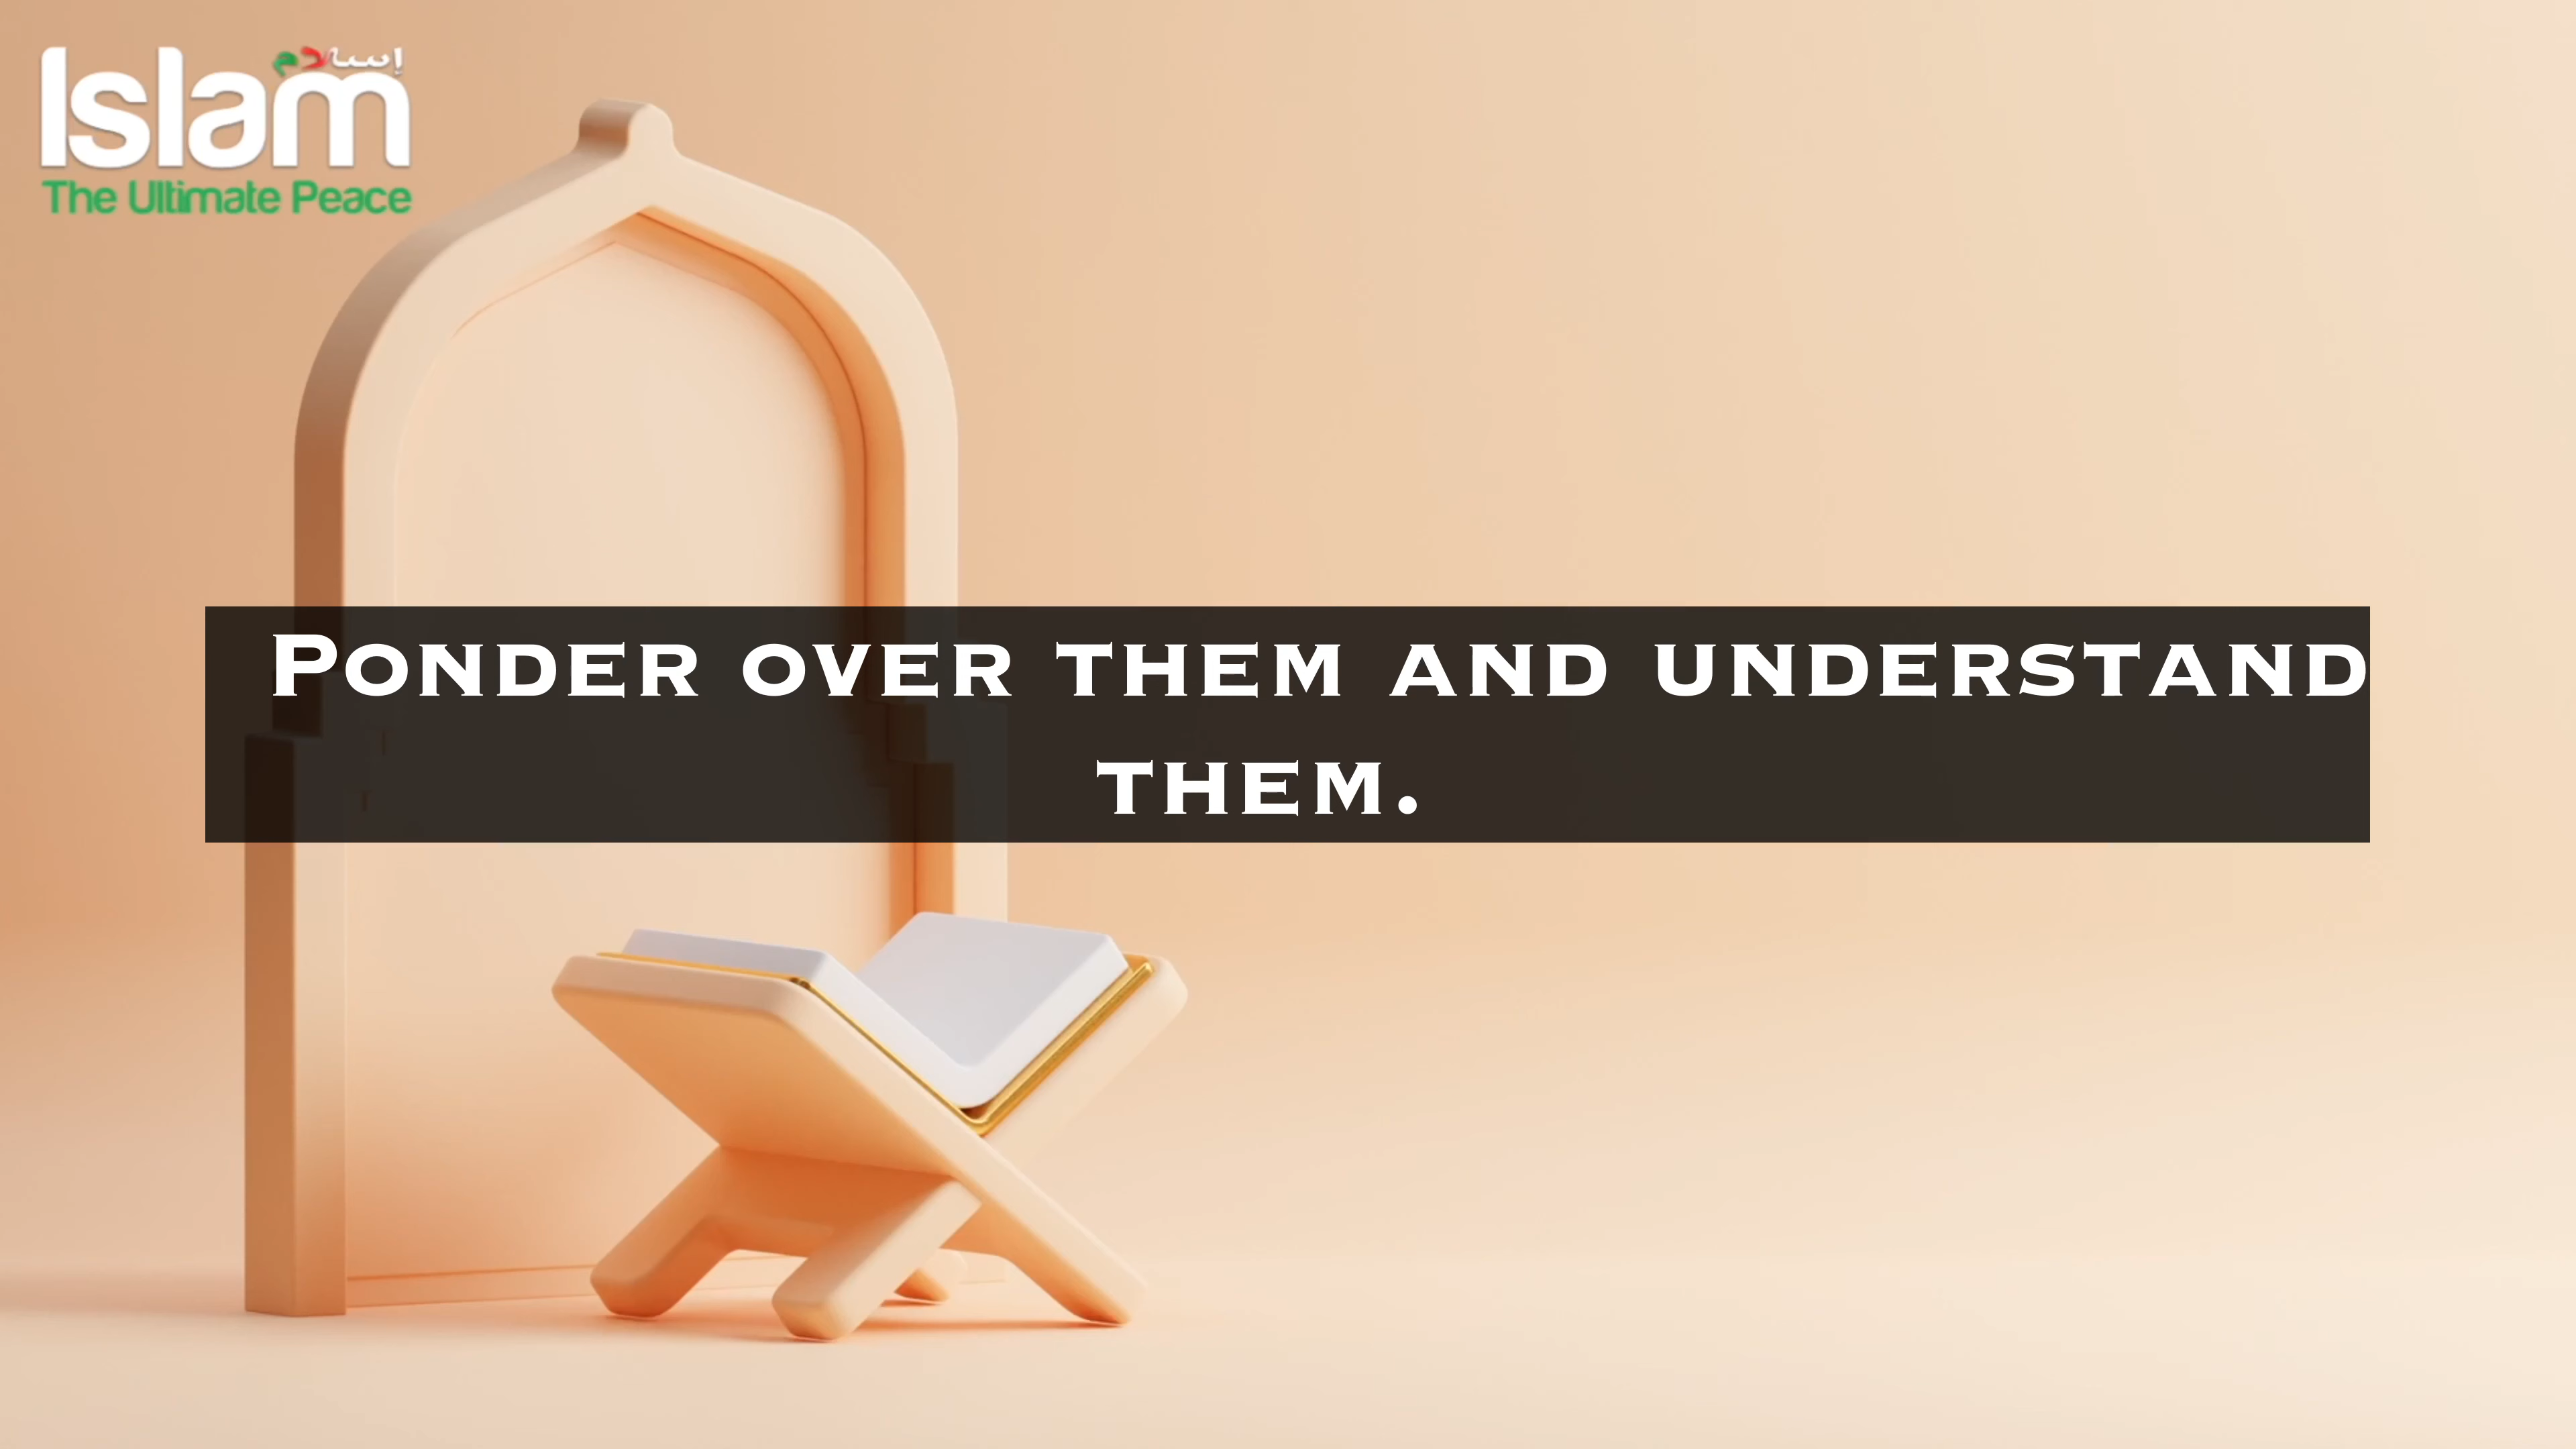 إسلام
Islam
The Ultimate Peace
Ponder over them and understand
them.